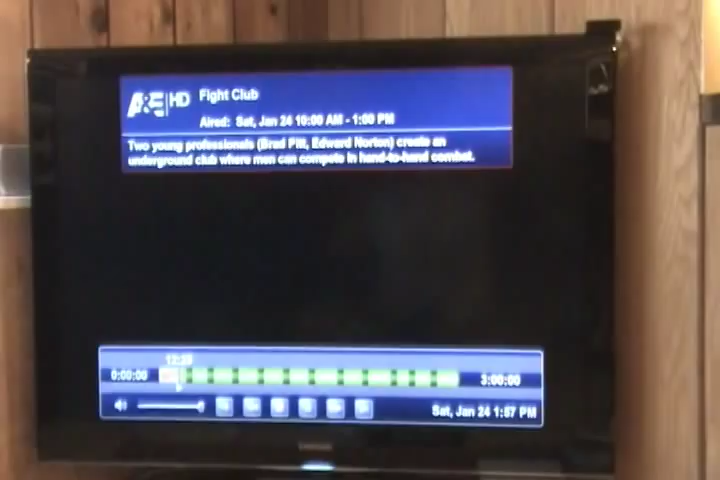 A&E HD
Fight Club
Aired: Sat, Jan 24 10:00 AM - 1:00 PM
Two young professionals (Brad Pitt, Edward Norton) create an
underground club where men can compete in hand-to-hand combat.
0:00:00
3:00:00
Sat, Jan 24 1:57 PM